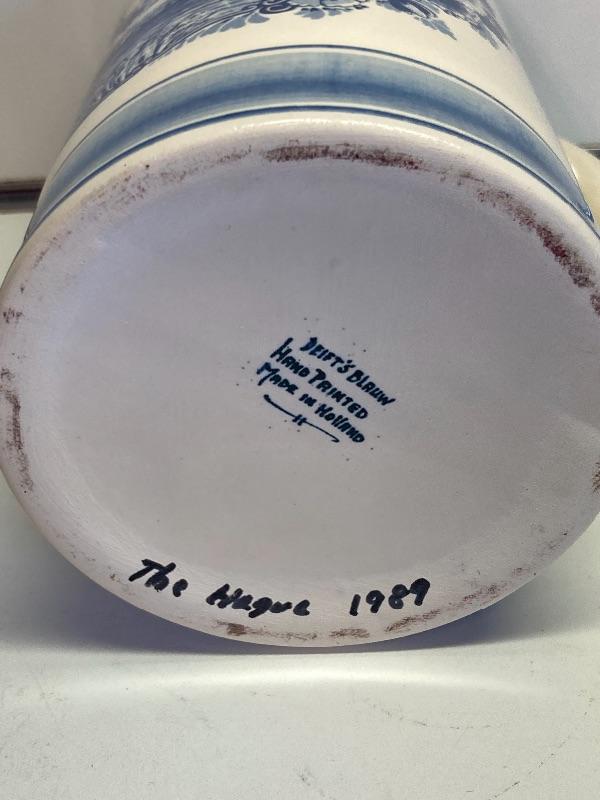 DELFT'S BLAUW
HAND PAINTED
MADE IN HOLLAND
The Hague 1989